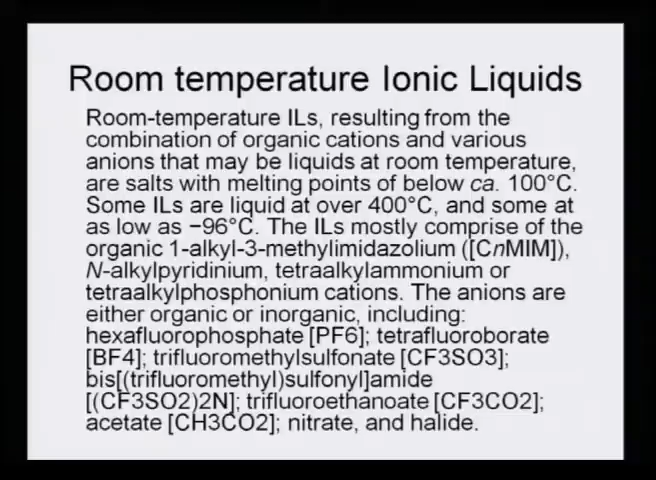 Room temperature Ionic Liquids
Room-temperature ILs, resulting from the
combination of organic cations and various
anions that may be liquids at room temperature,
are salts with melting points of below ca. 100°C.
Some ILs are liquid at over 400°C, and some at
as low as −96°C. The ILs mostly comprise of the
organic 1-alkyl-3-methylimidazolium ([CnMIM]),
N-alkylpyridinium, tetraalkylammonium or
tetraalkylphosphonium cations. The anions are
either organic or inorganic, including:
hexafluorophosphate [PF6]; tetrafluoroborate
[BF4]; trifluoromethylsulfonate [CF3SO3];
bis[(trifluoromethyl)sulfonyl]amide
[(CF3SO2)2N]; trifluoroethanoate [CF3CO2];
acetate [CH3CO2]; nitrate, and halide.